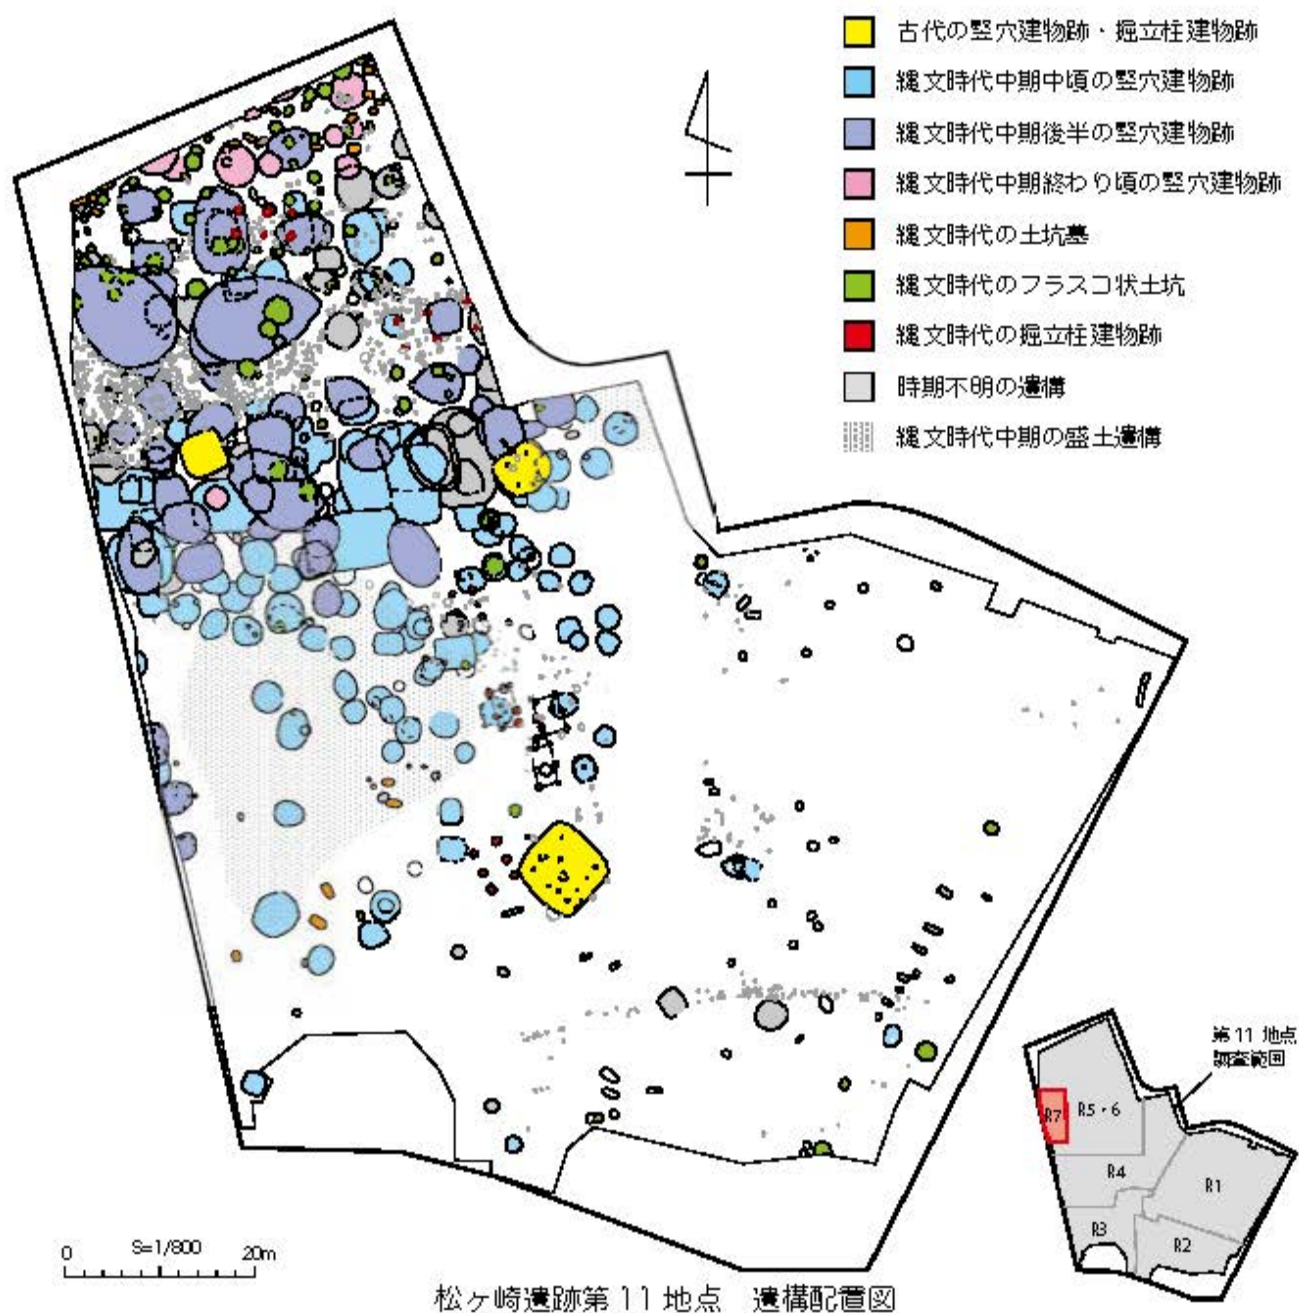 古代の竪穴建物跡・掘立柱建物跡
縄文時代中期中頃の竪穴建物跡
縄文時代中期後半の竪穴建物跡
縄文時代中期終わり頃の竪穴建物跡
縄文時代の土坑墓
縄文時代のフラスコ状土坑
縄文時代の掘立柱建物跡
時期不明の遺構
縄文時代中期の盛土遺構
第11 地点
調査範囲
R7
R5・6
R4
R1
R3
R2
0 S=1/800 20m
松ヶ崎遺跡第 11 地点 遺構配置図